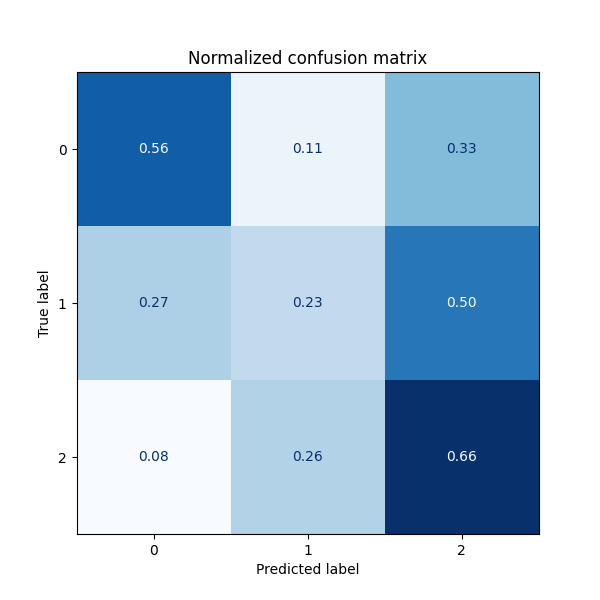 Normalized confusion matrix
True label
0
0.56 0.11 0.33
1
0.27 0.23 0.50
2
0.08 0.26 0.66
0 1 2
Predicted label